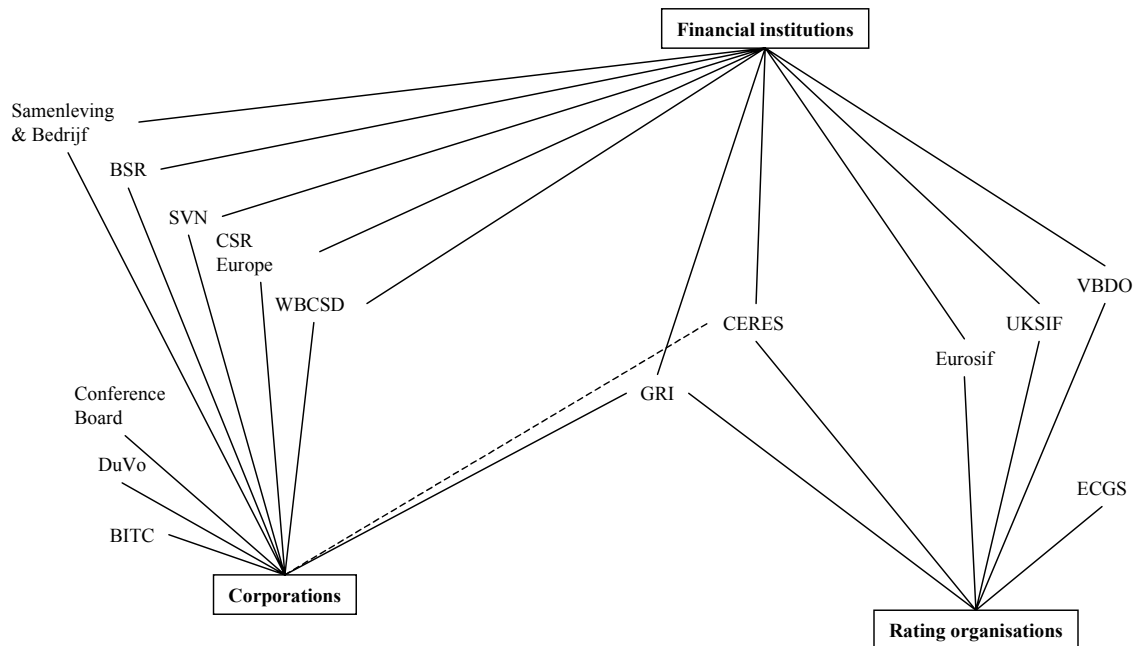 Financial institutions
Samenleving
& Bedrijf
BSR
SVN
CSR
Europe
WBCSD
VBDO
CERES
UKSIF
Eurosif
GRI
Conference
Board
DuVo
ECGS
BITC
Corporations
Rating organisations